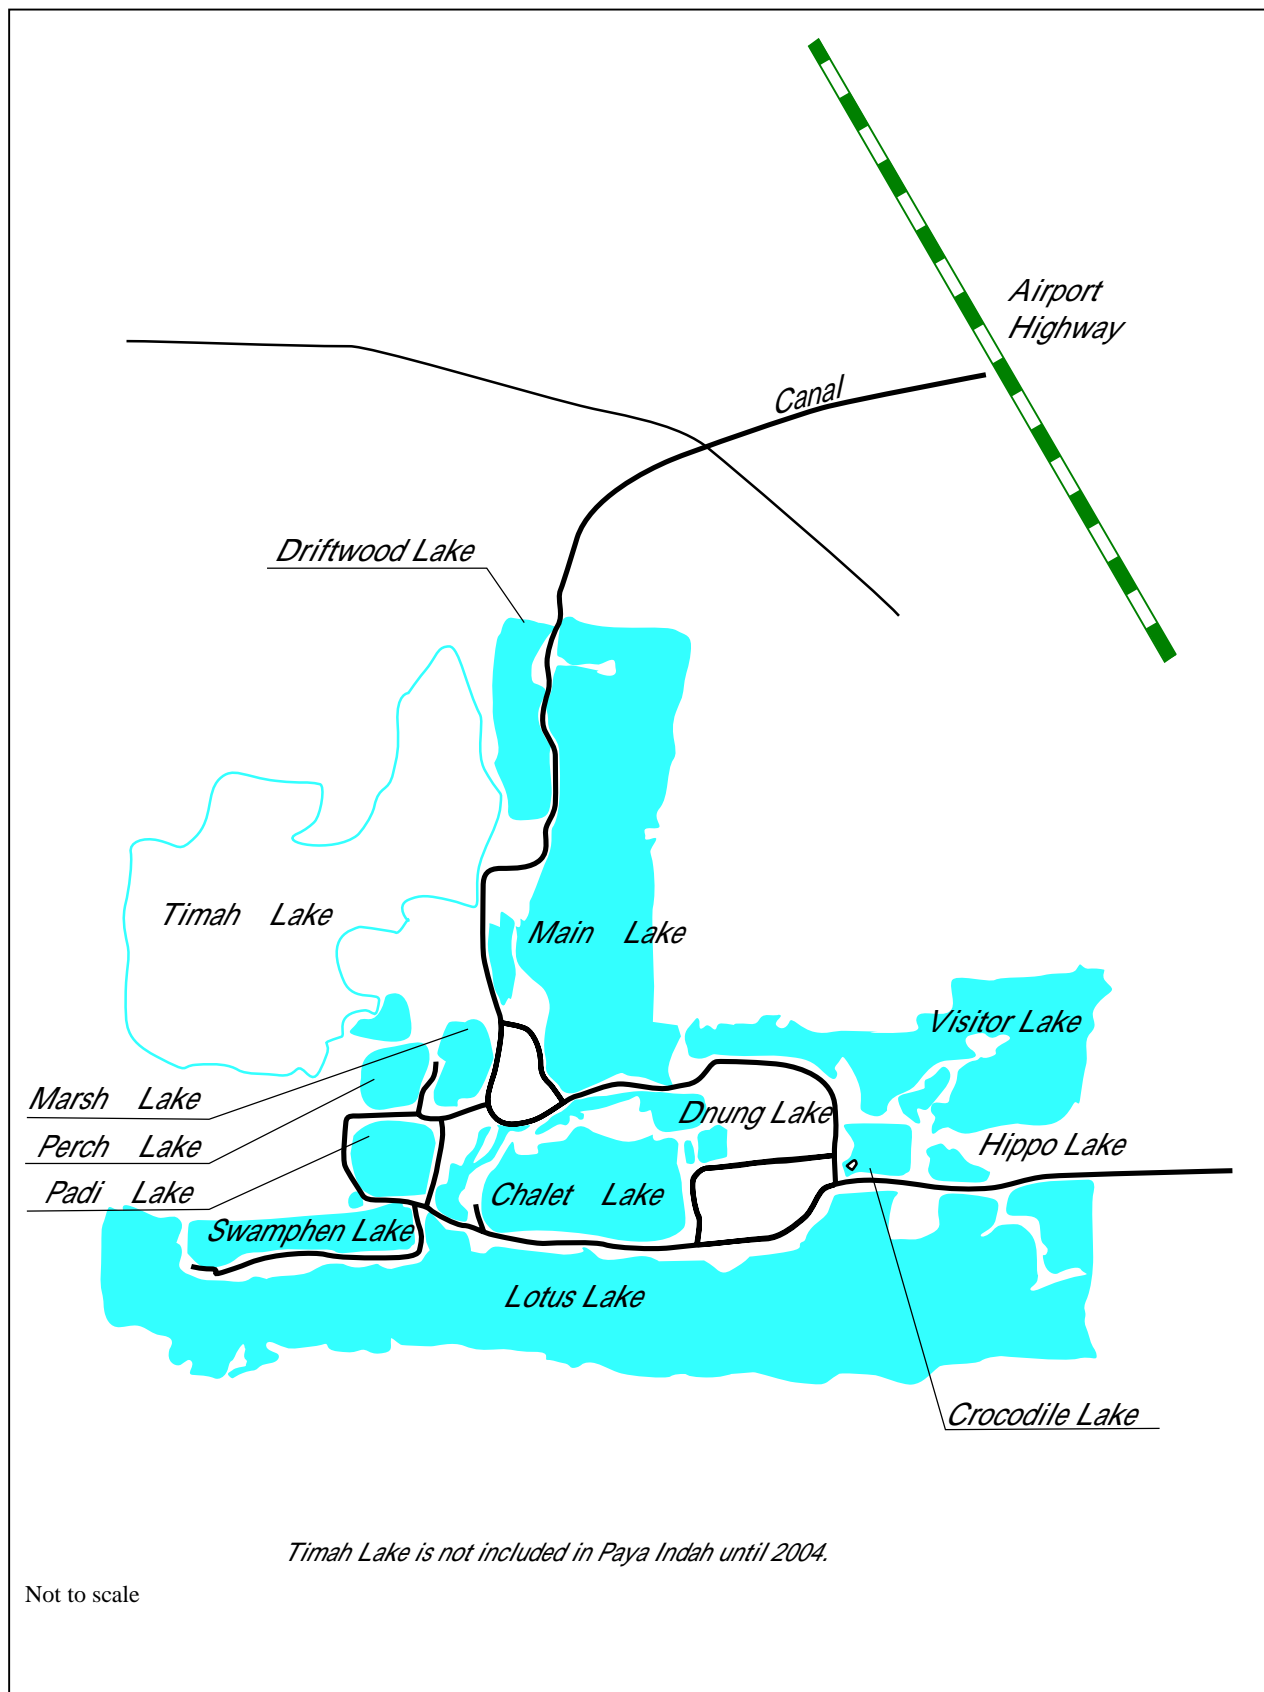 Airport
Highway
Canal
Driftwood Lake
Timah Lake
Main Lake
Visitor Lake
Marsh Lake
Dnung Lake
Perch Lake
Hippo Lake
Padi Lake
Chalet Lake
Swamphen Lake
Lotus Lake
Crocodile Lake
Timah Lake is not included in Paya Indah until 2004.
Not to scale